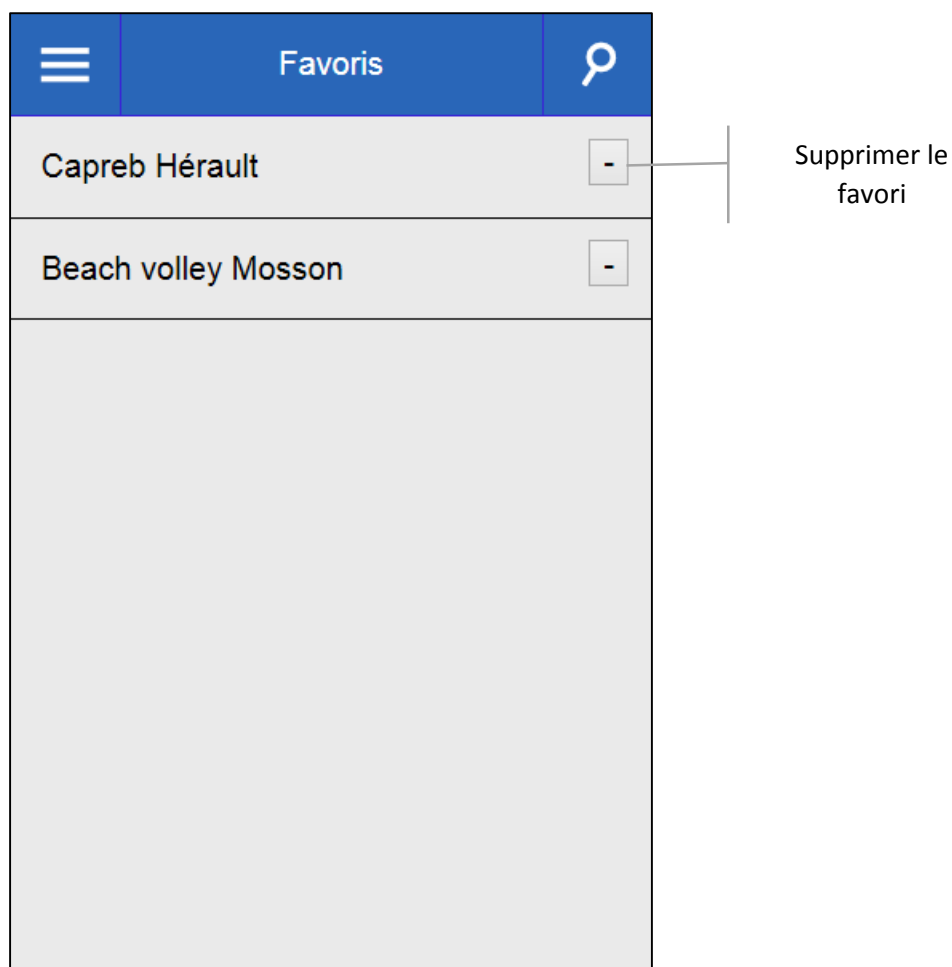 Favoris
Capreb Hérault
-
Supprimer le
favori
Beach volley Mosson
-